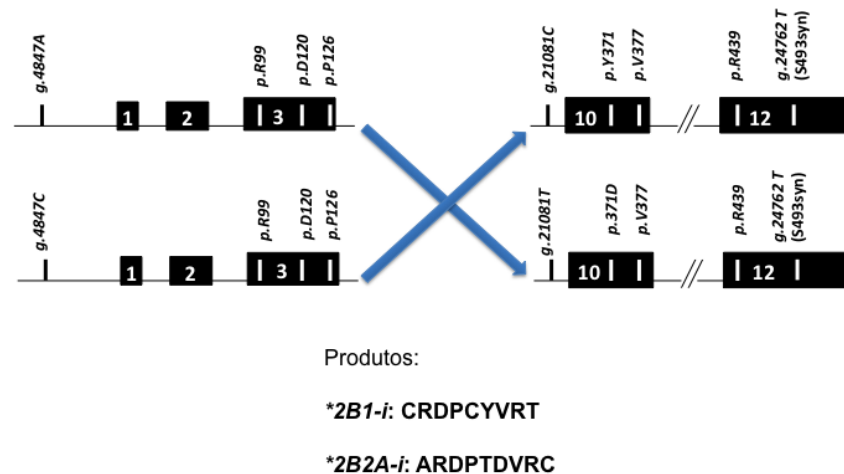 g.4847A
p.R99
p.D120
p.P126
g.21081C
p.Y371
p.V377
p.R439
g.24762 T
(S493syn)
1
2
3
10
12
g.4847C
p.R99
p.D120
p.P126
g.21081T
p.371D
p.V377
p.R439
g.24762 T
(S493syn)
1
2
3
10
12
Produtos:
*2B1-i: CRDPCYVRT
*2B2A-i: ARDPTDVRC